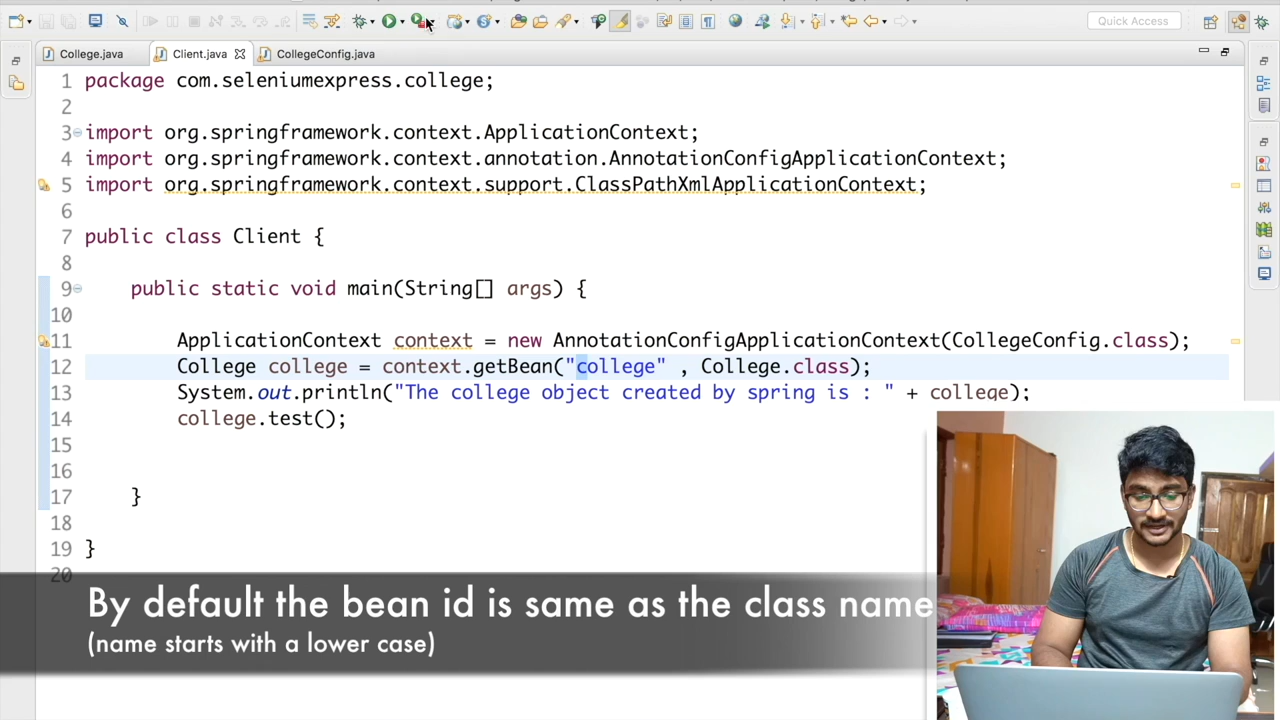 Quick Access
College.java
Client.java
CollegeConfig.java
1 package com.seleniumexpress.college;
2
3 import org.springframework.context.ApplicationContext;
4 import org.springframework.context.annotation.AnnotationConfigApplicationContext;
5 import org.springframework.context.support.ClassPathXmlApplicationContext;
6
7 public class Client {
8
9 public static void main(String[] args) {
10
11 ApplicationContext context = new AnnotationConfigApplicationContext(CollegeConfig.class);
12 College college = context.getBean("college" , College.class);
13 System.out.println("The college object created by spring is : " + college);
14 college.test();
15
16
17 }
18
19 }
20
By default the bean id is same as the class name
(name starts with a lower case)